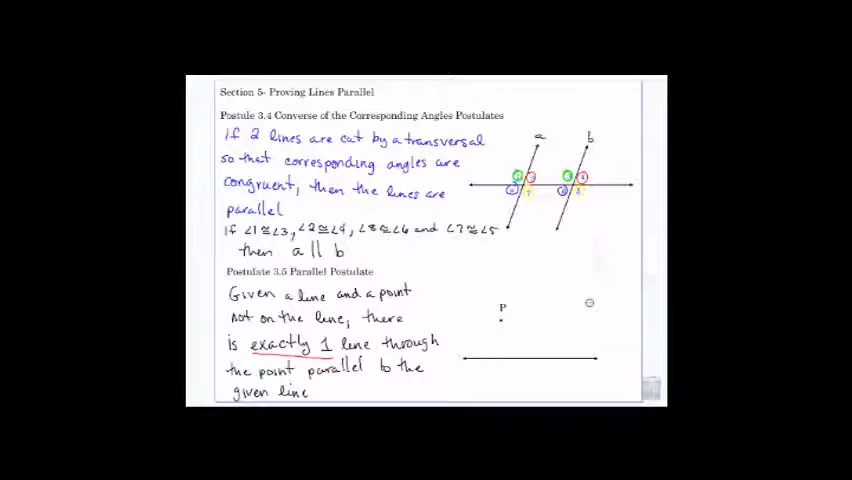 Section 5- Proving Lines Parallel
Postule 3.4 Converse of the Corresponding Angles Postulates
If 2 lines are cut by a transversal
so that corresponding angles are
congruent, then the lines are
parallel
If ∠1≅∠3, ∠2≅∠4, ∠8≅∠6 and ∠7≅∠5
then a || b
a
b
Postulate 3.5 Parallel Postulate
Given a line and a point
not on the line, there
is exactly 1 line through
the point parallel to the
given line
P